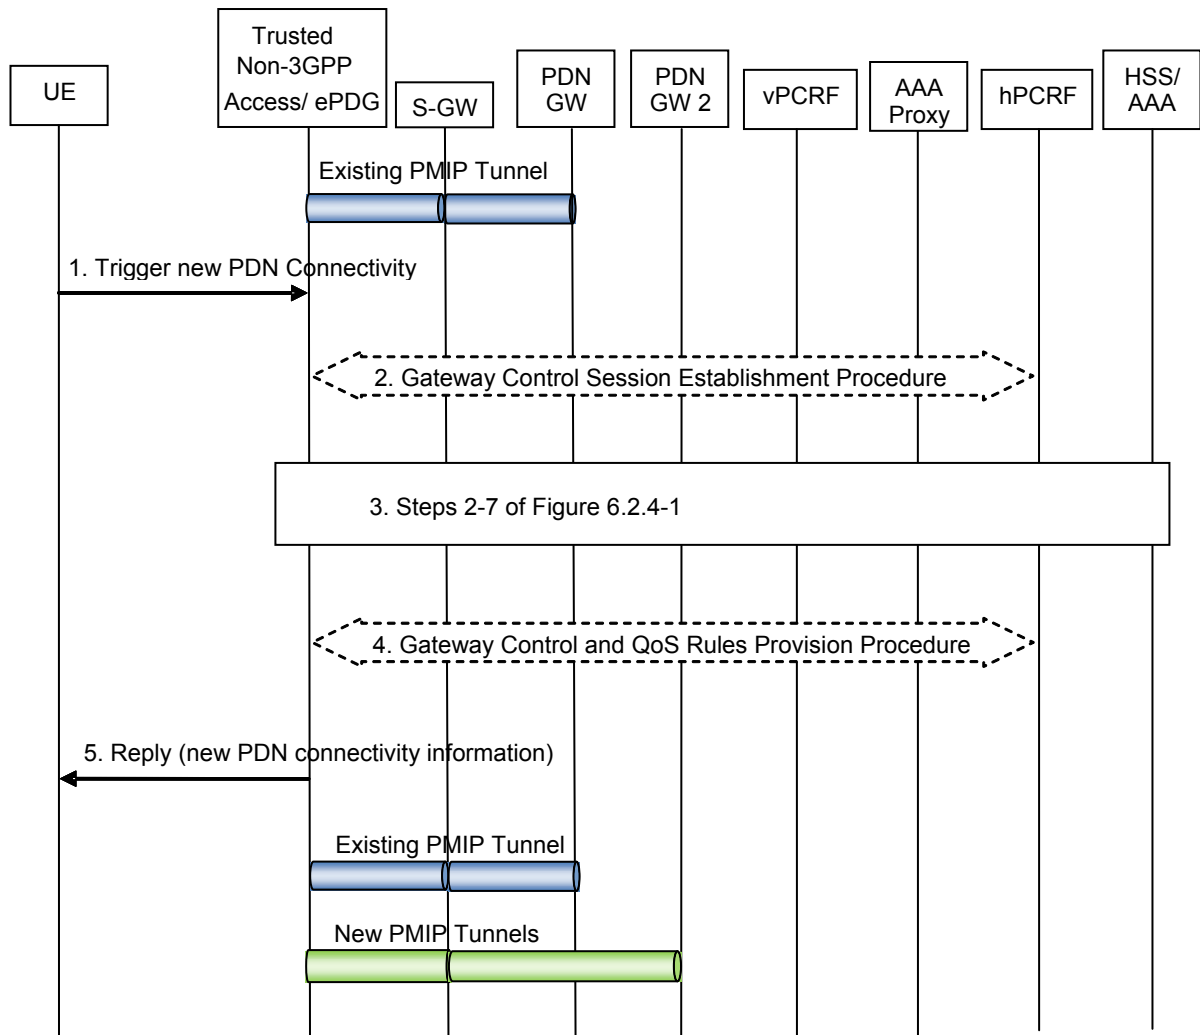 UE
Trusted
Non-3GPP
Access/ ePDG
S-GW
PDN
GW
PDN
GW 2
vPCRF
AAA
Proxy
hPCRF
HSS/
AAA
Existing PMIP Tunnel
1. Trigger new PDN Connectivity
2. Gateway Control Session Establishment Procedure
3. Steps 2-7 of Figure 6.2.4-1
4. Gateway Control and QoS Rules Provision Procedure
5. Reply (new PDN connectivity information)
Existing PMIP Tunnel
New PMIP Tunnels